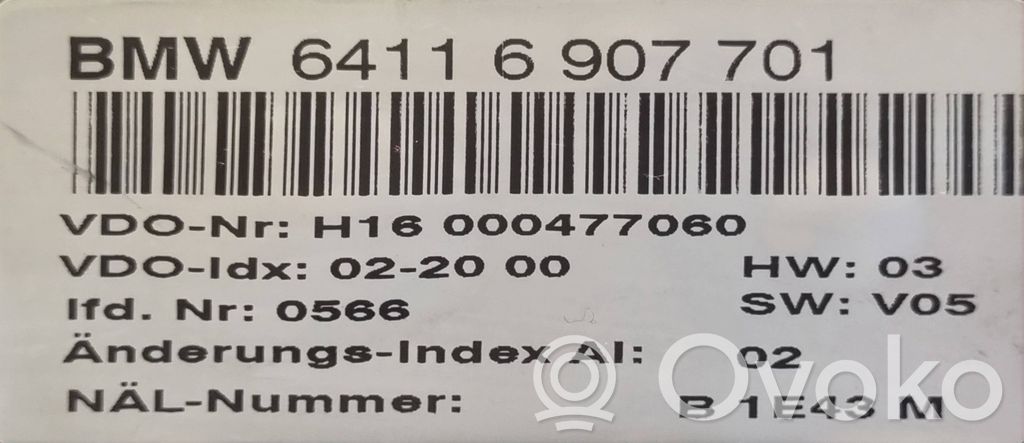 BMW 6411 6 907 701
VDO-Nr: H16 000477060
VDO-Idx: 02-20 00 HW: 03
lfd. Nr: 0566 SW: V05
Änderungs-Index AI: 02
NÄL-Nummer: B 1E43 M
Ovoko